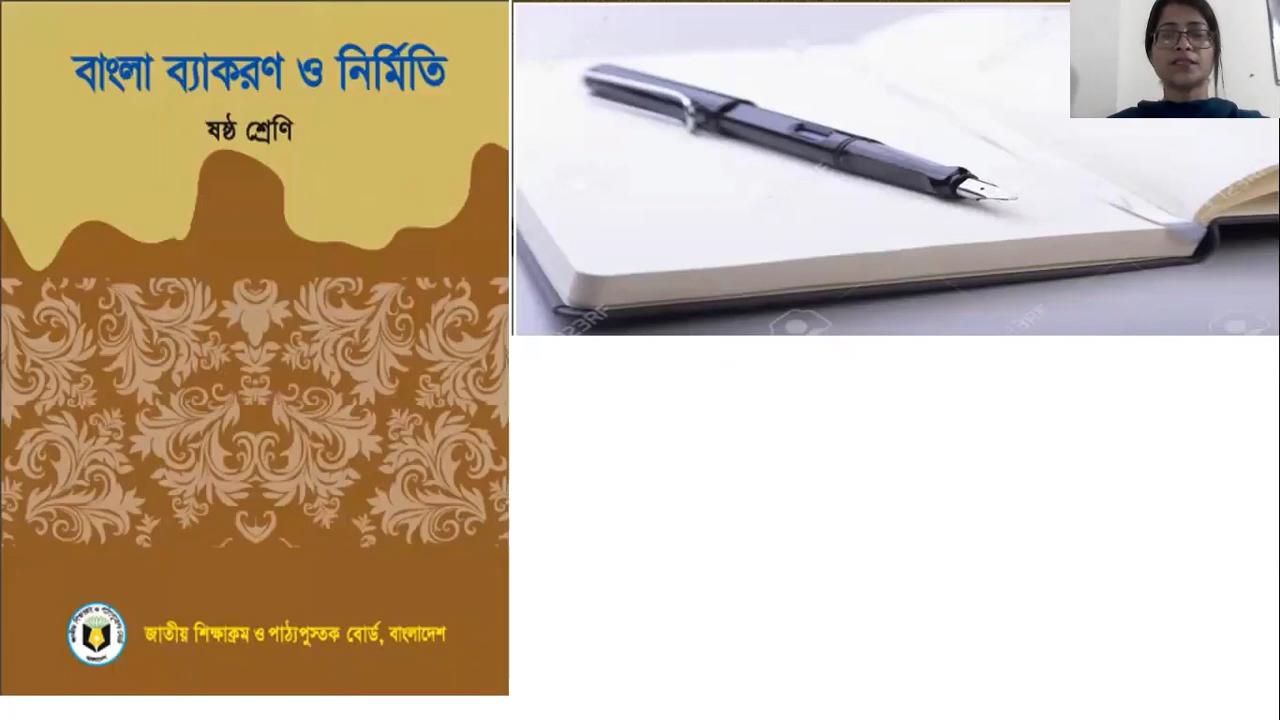 বাংলা ব্যাকরণ ও নির্মিতি
ষষ্ঠ শ্রেণি
জাতীয় শিক্ষাক্রম ও পাঠ্যপুস্তক বোর্ড, বাংলাদেশ